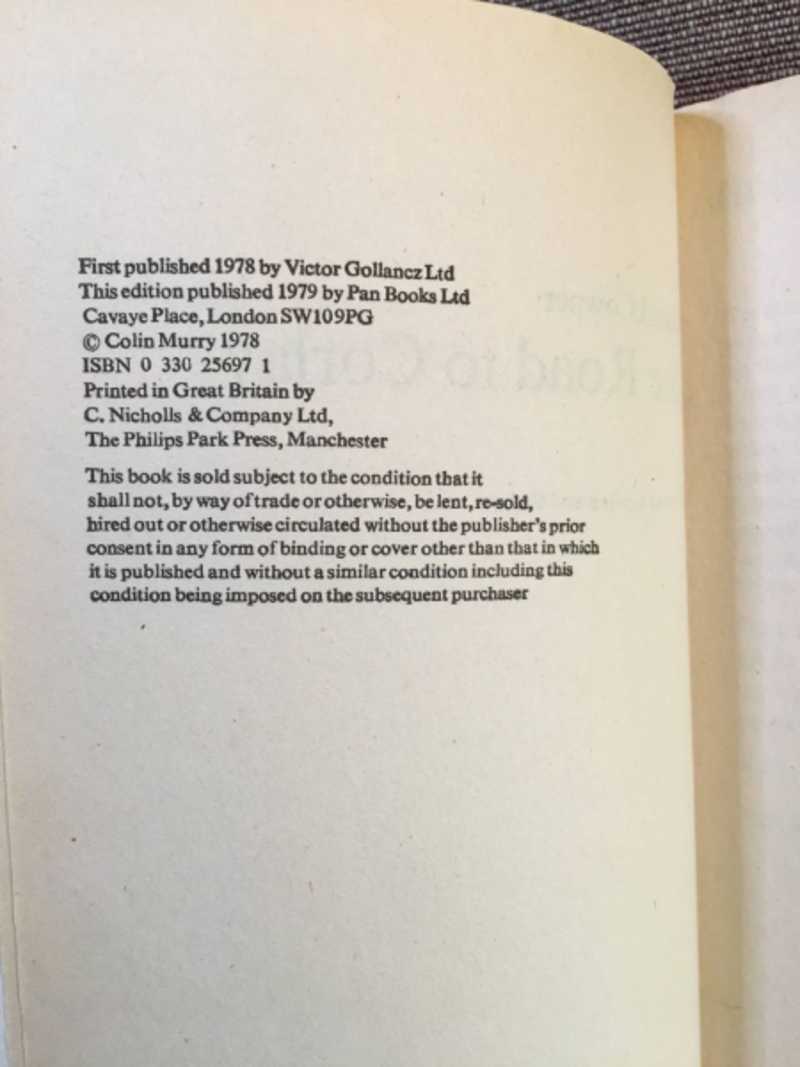 First published 1978 by Victor Gollancz Ltd
This edition published 1979 by Pan Books Ltd
Cavaye Place, London SW10 9PG
© Colin Murry 1978
ISBN 0 330 25697 1
Printed in Great Britain by
C. Nicholls & Company Ltd,
The Philips Park Press, Manchester
This book is sold subject to the condition that it
shall not, by way of trade or otherwise, be lent, re-sold,
hired out or otherwise circulated without the publisher's prior
consent in any form of binding or cover other than that in which
it is published and without a similar condition including this
condition being imposed on the subsequent purchaser